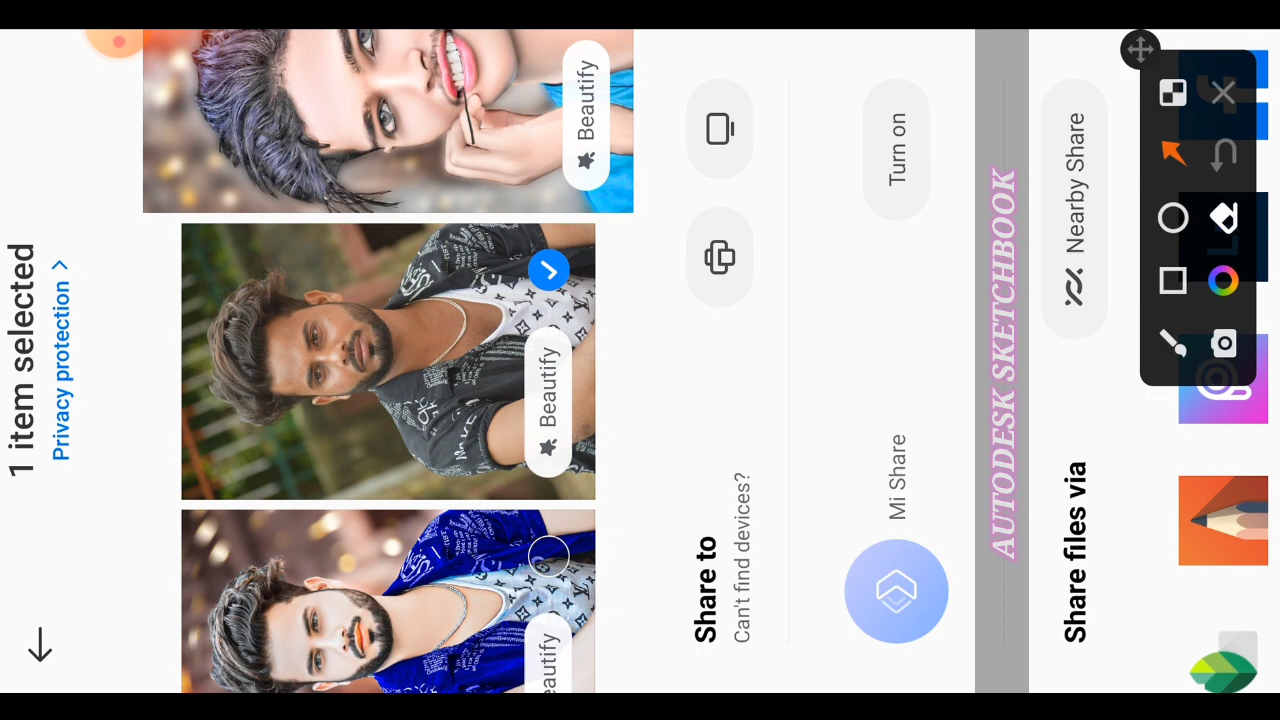 1 item selected
Privacy protection >
Beautify
Beautify
eautify
Share to
Can't find devices?
Mi Share
Turn on
AUTODESK SKETCHBOOK
Share files via
Nearby Share